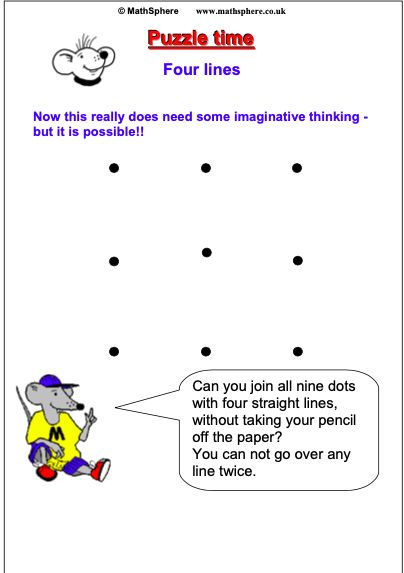 © MathSphere www.mathsphere.co.uk
Puzzle time
Four lines
Now this really does need some imaginative thinking -
but it is possible!!
M
Can you join all nine dots
with four straight lines,
without taking your pencil
off the paper?
You can not go over any
line twice.